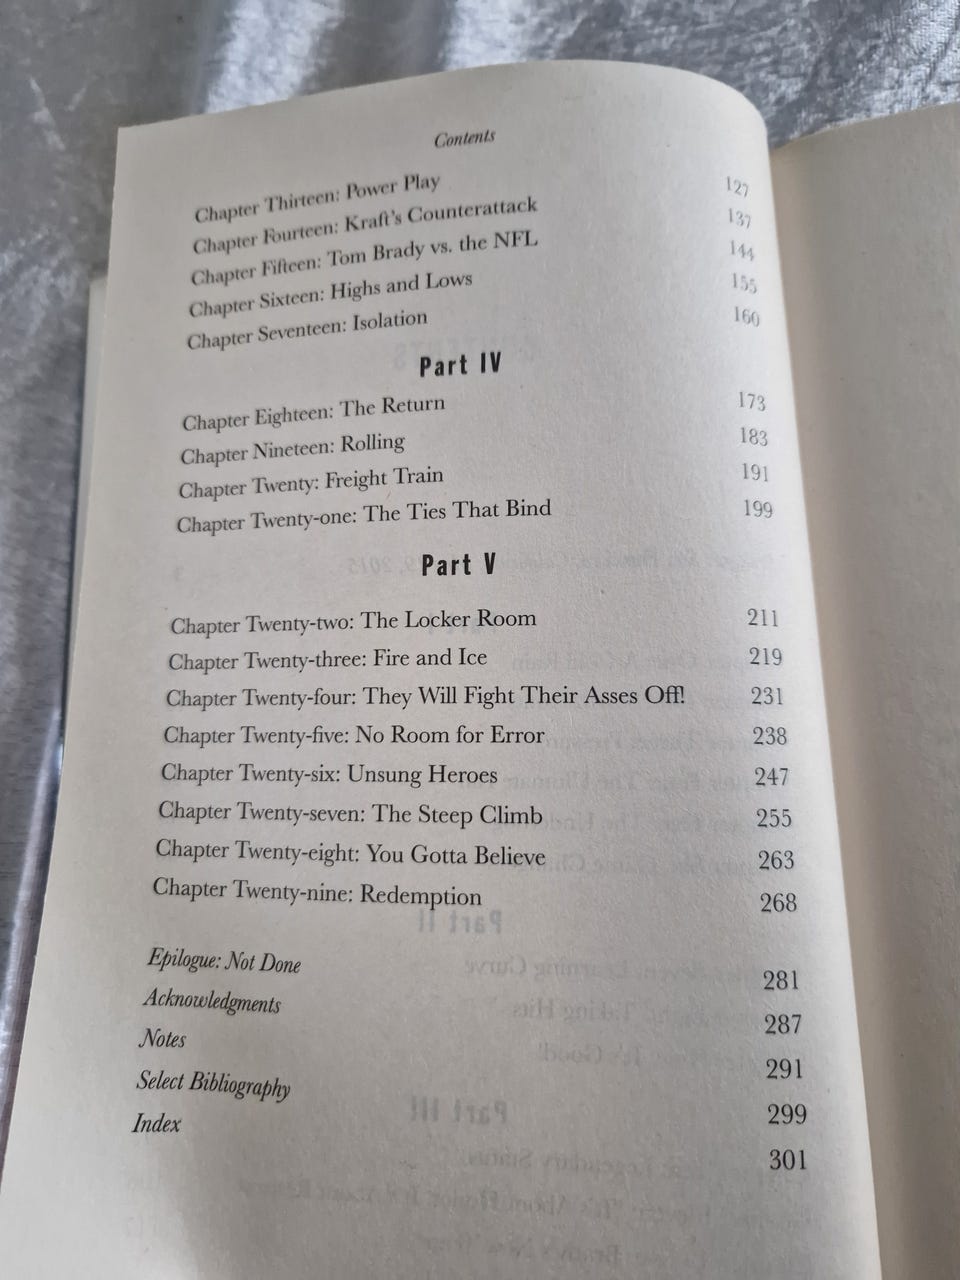 Contents
Chapter Thirteen: Power Play 127
Chapter Fourteen: Kraft's Counterattack 137
Chapter Fifteen: Tom Brady vs. the NFL 144
Chapter Sixteen: Highs and Lows 155
Chapter Seventeen: Isolation 160
Part IV
Chapter Eighteen: The Return 173
Chapter Nineteen: Rolling 183
Chapter Twenty: Freight Train 191
Chapter Twenty-one: The Ties That Bind 199
Part V
Chapter Twenty-two: The Locker Room 211
Chapter Twenty-three: Fire and Ice 219
Chapter Twenty-four: They Will Fight Their Asses Off! 231
Chapter Twenty-five: No Room for Error 238
Chapter Twenty-six: Unsung Heroes 247
Chapter Twenty-seven: The Steep Climb 255
Chapter Twenty-eight: You Gotta Believe 263
Chapter Twenty-nine: Redemption 268
Epilogue: Not Done 281
Acknowledgments 287
Notes 291
Select Bibliography 299
Index 301